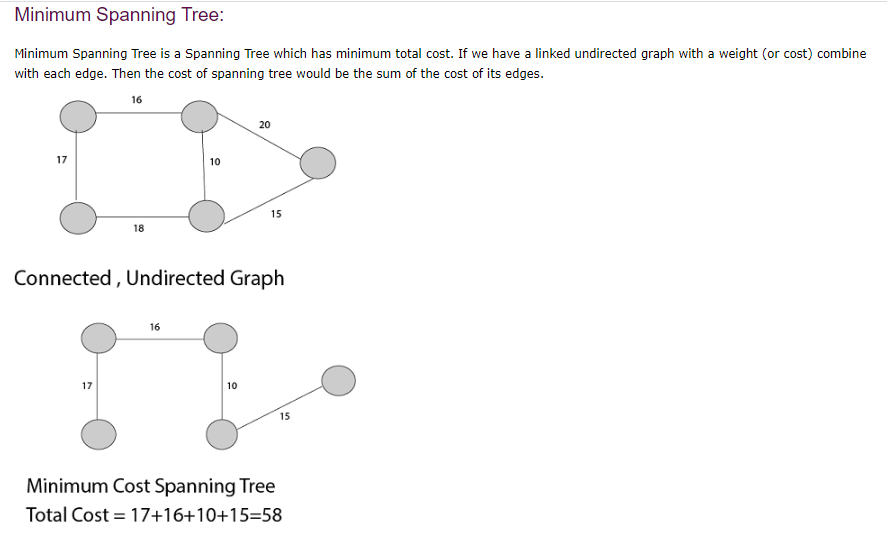 Minimum Spanning Tree:
Minimum Spanning Tree is a Spanning Tree which has minimum total cost. If we have a linked undirected graph with a weight (or cost) combine
with each edge. Then the cost of spanning tree would be the sum of the cost of its edges.
16
20
17
10
15
18
Connected , Undirected Graph
16
17
10
15
Minimum Cost Spanning Tree
Total Cost = 17+16+10+15=58